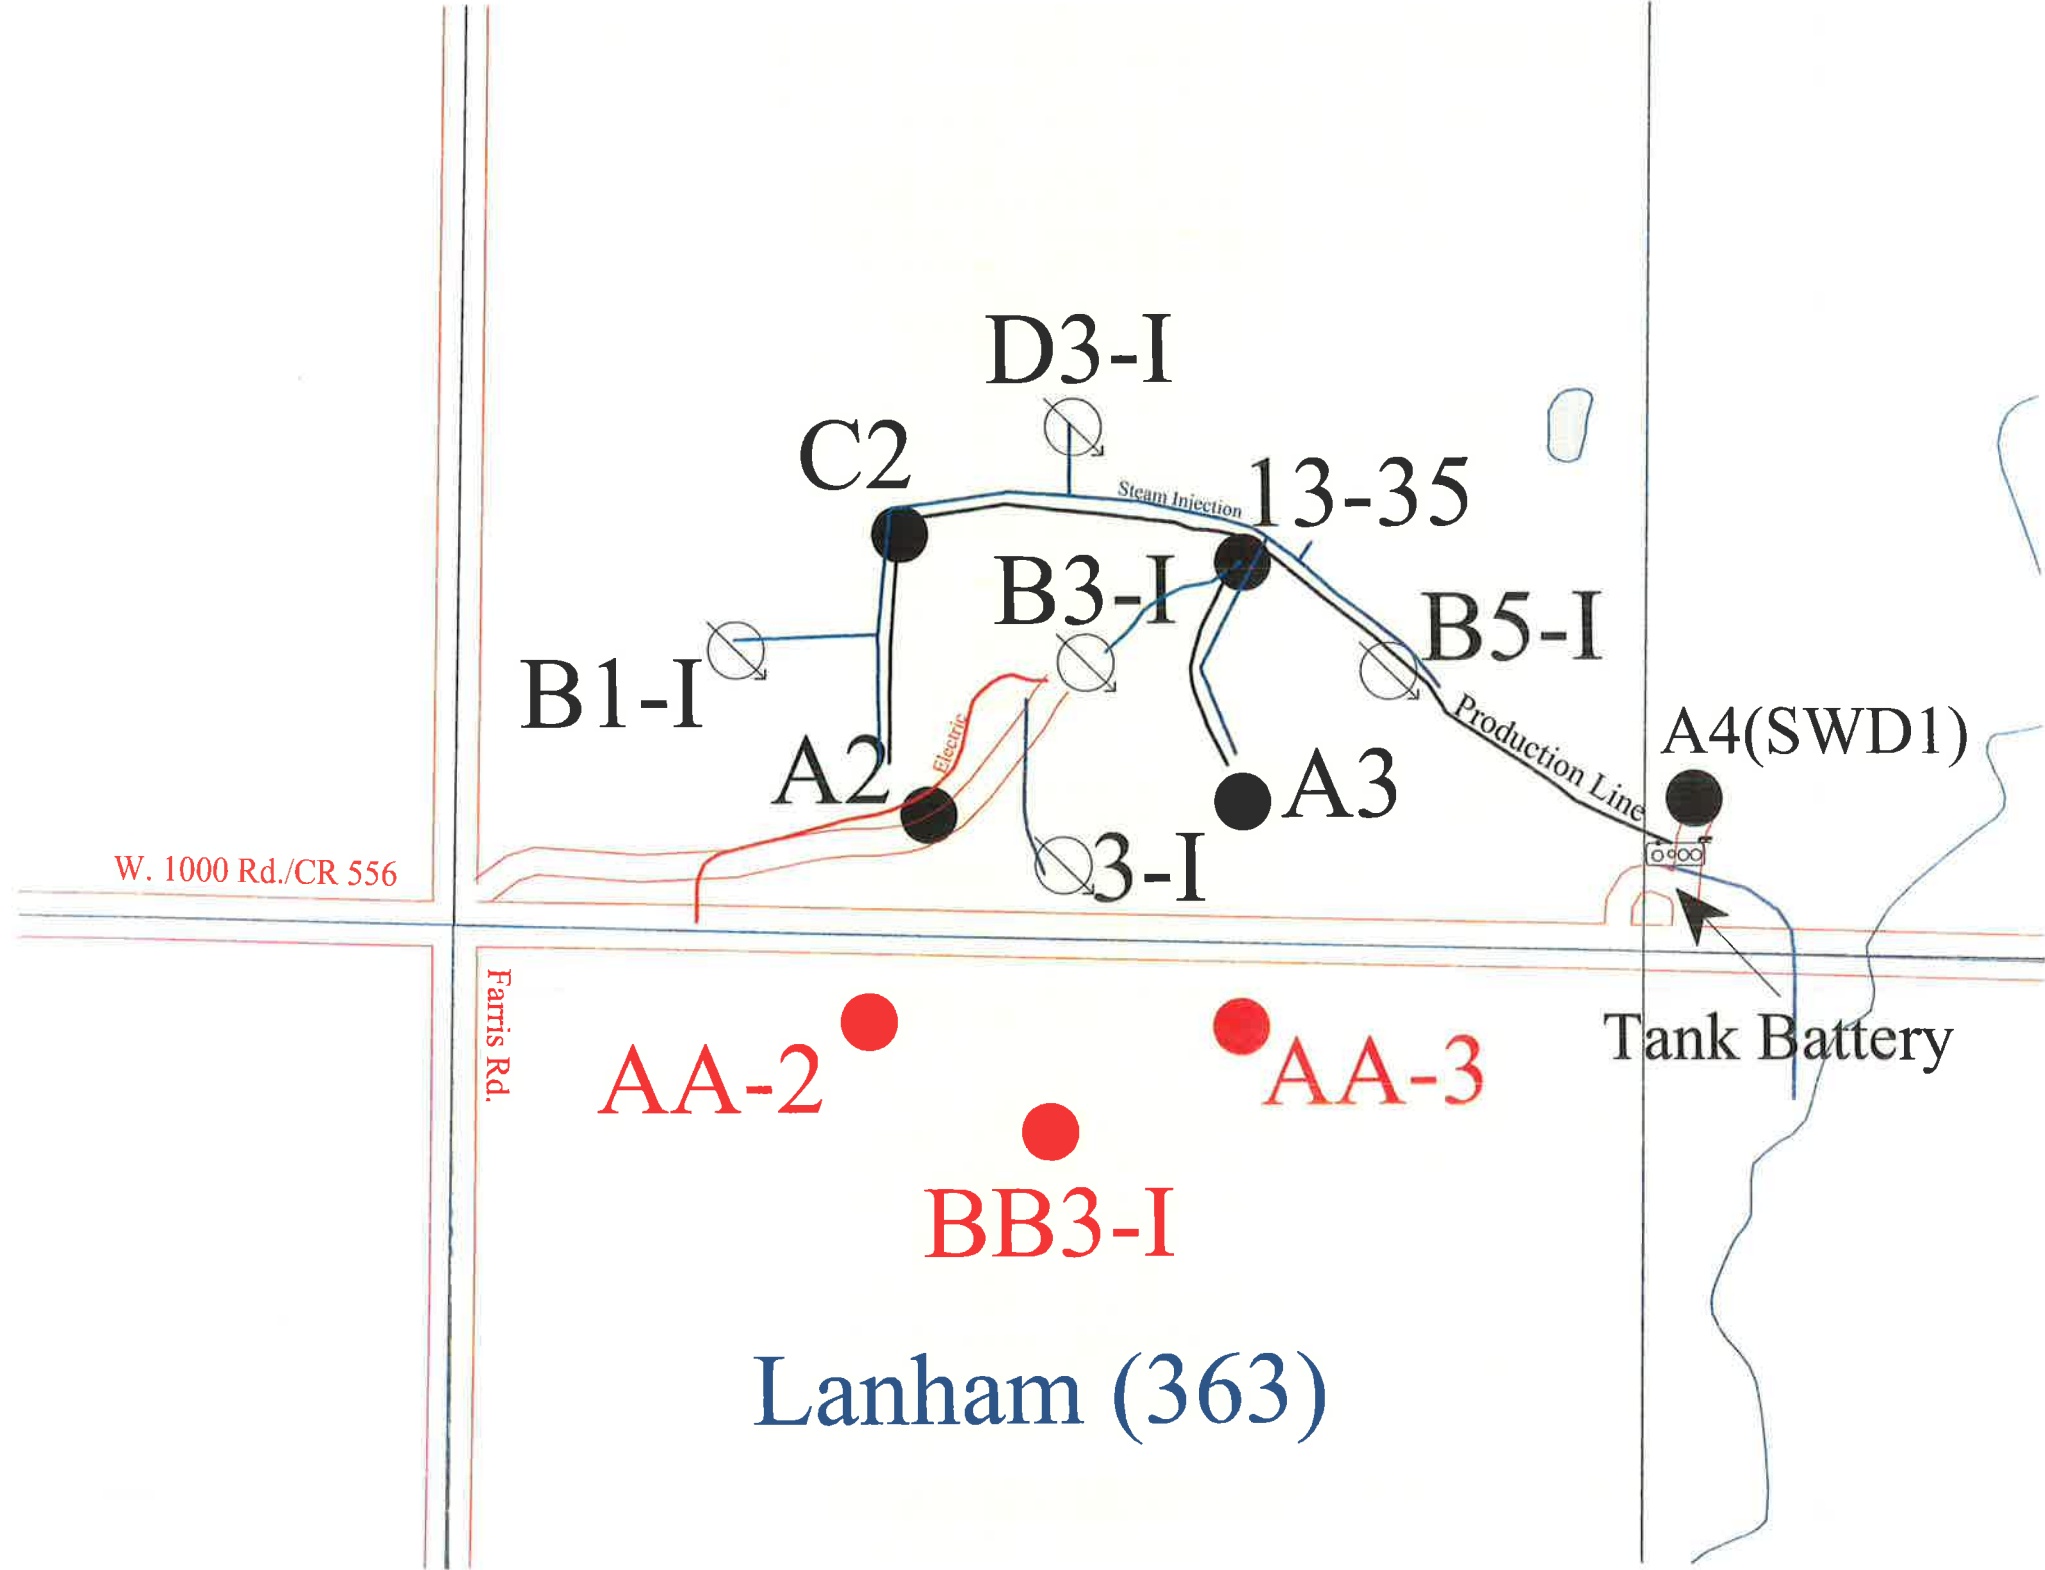 D3-I
C2
Steam Injection
13-35
B3-I
B5-I
B1-I
Production Line
A4(SWD1)
Electric
A2
A3
3-I
W. 1000 Rd./CR 556
Farris Rd.
Tank Battery
AA-2
AA-3
BB3-I
Lanham (363)